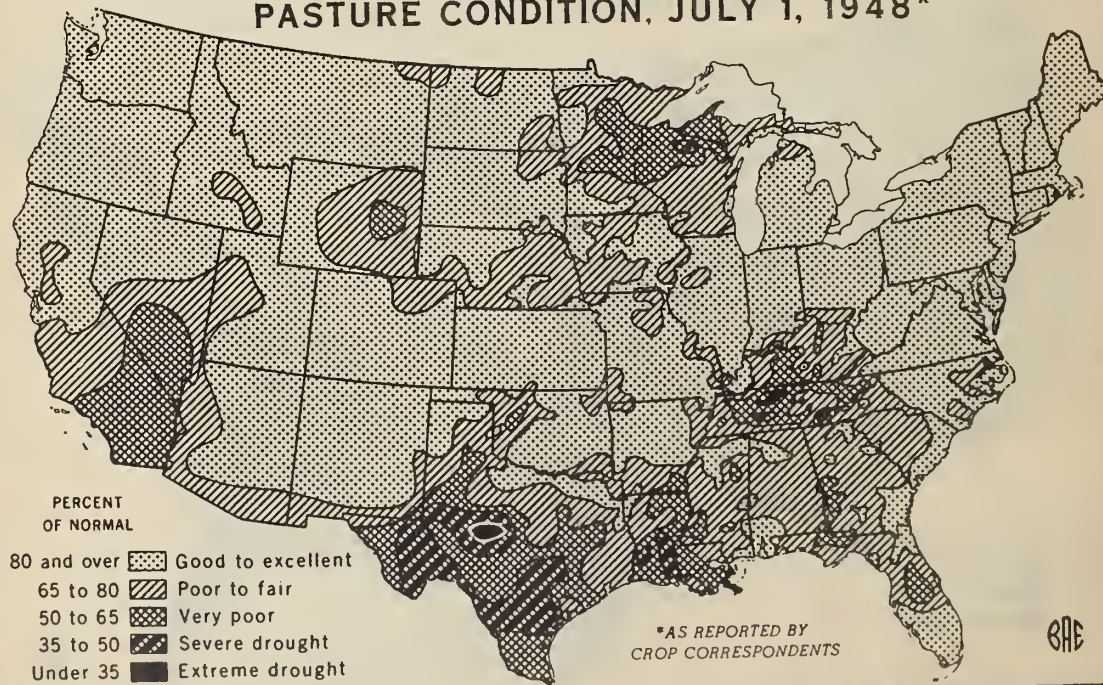 PASTURE CONDITION, JULY 1, 1948*
PERCENT
OF NORMAL
80 and over Good to excellent
65 to 80 Poor to fair
50 to 65 Very poor
35 to 50 Severe drought
Under 35 Extreme drought
*AS REPORTED BY
CROP CORRESPONDENTS
BAE